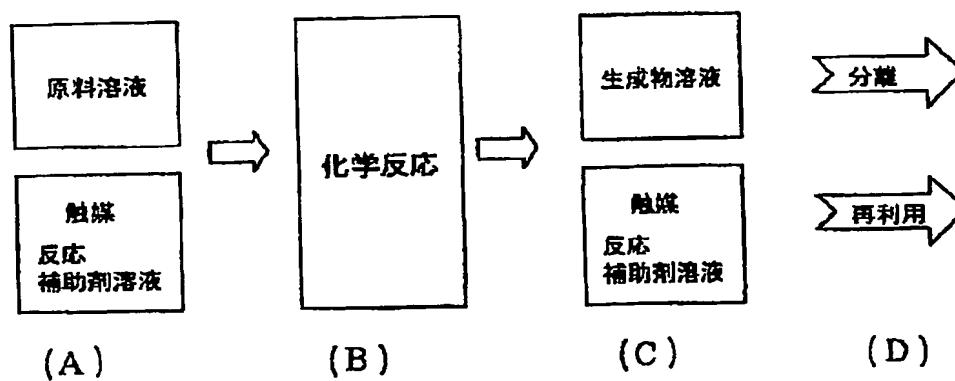 原料溶液
触媒
反応
補助剤溶液
(A)
化学反応
(B)
生成物溶液
触媒
反応
補助剤溶液
(C)
分離
再利用
(D)